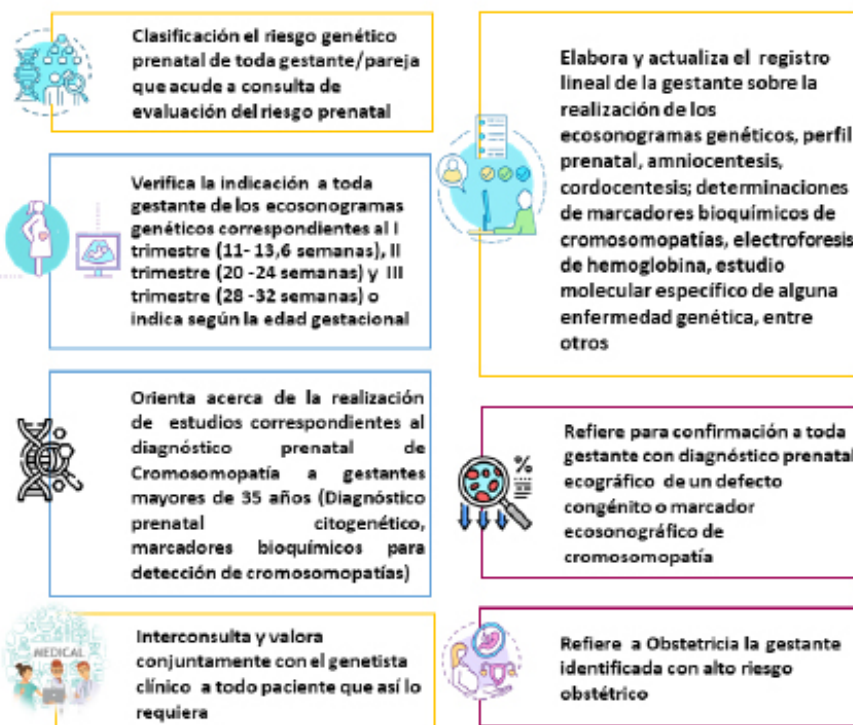 Clasificación el riesgo genético
prenatal de toda gestante/pareja
que acude a consulta de
evaluación del riesgo prenatal
Verifica la indicación a toda
gestante de los ecosonogramas
genéticos correspondientes al I
trimestre (11- 13,6 semanas), II
trimestre (20 -24 semanas) y III
trimestre (28 -32 semanas) o
indica según la edad gestacional
Orienta acerca de la realización
de estudios correspondientes al
diagnóstico prenatal de
Cromosomopatía a gestantes
mayores de 35 años (Diagnóstico
prenatal citogenético,
marcadores bioquímicos para
detección de cromosomopatías)
MEDICAL
Interconsulta y valora
conjuntamente con el genetista
clínico a todo paciente que así lo
requiera
Elabora y actualiza el registro
lineal de la gestante sobre la
realización de los
ecosonogramas genéticos, perfil
prenatal, amniocentesis,
cordocentesis; determinaciones
de marcadores bioquímicos de
cromosomopatías, electroforesis
de hemoglobina, estudio
molecular específico de alguna
enfermedad genética, entre
otros
%
Refiere para confirmación a toda
gestante con diagnóstico prenatal
ecográfico de un defecto
congénito o marcador
ecosonográfico de
cromosomopatía
Refiere a Obstetricia la gestante
identificada con alto riesgo
obstétrico